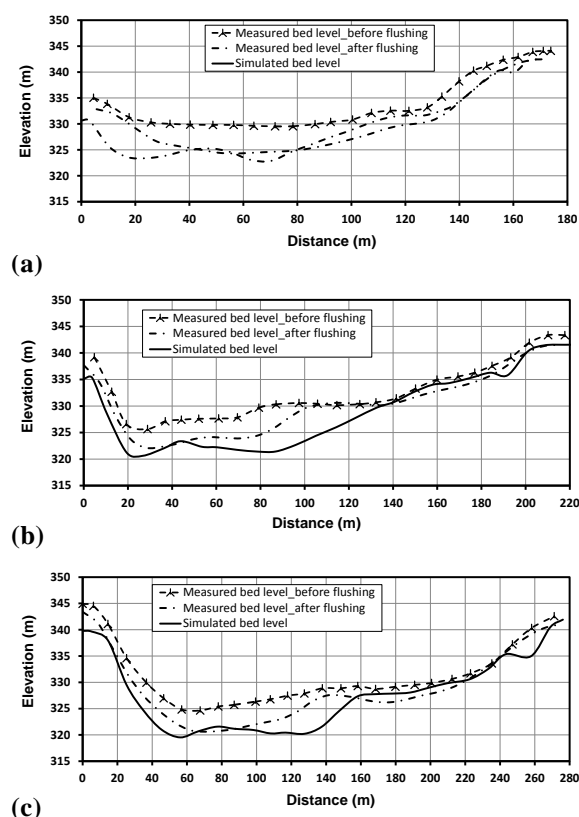 350
345
340
335
330
325
320
315
Elevation (m)
Measured bed level_before flushing
Measured bed level_after flushing
Simulated bed level
0 20 40 60 80 100 120 140 160 180
Distance (m)
(a)
350
345
340
335
330
325
320
315
Elevation (m)
Measured bed level_before flushing
Measured bed level_after flushing
Simulated bed level
0 20 40 60 80 100 120 140 160 180 200 220
Distance (m)
(b)
350
345
340
335
330
325
320
315
Elevation (m)
Measured bed level_before flushing
Measured bed level_after flushing
Simulated bed level
0 20 40 60 80 100 120 140 160 180 200 220 240 260 280
Distance (m)
(c)